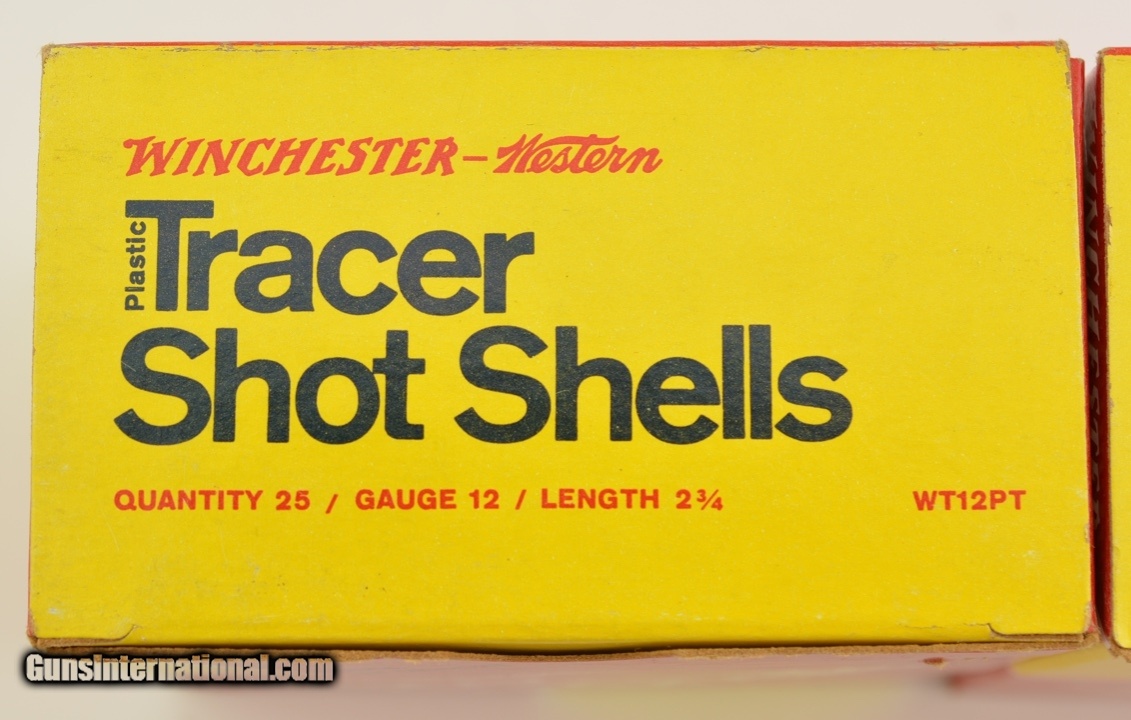 WINCHESTER–Western
Plastic
Tracer
Shot Shells
QUANTITY 25 / GAUGE 12 / LENGTH 2¾
WT12PT
GunsInternational.com